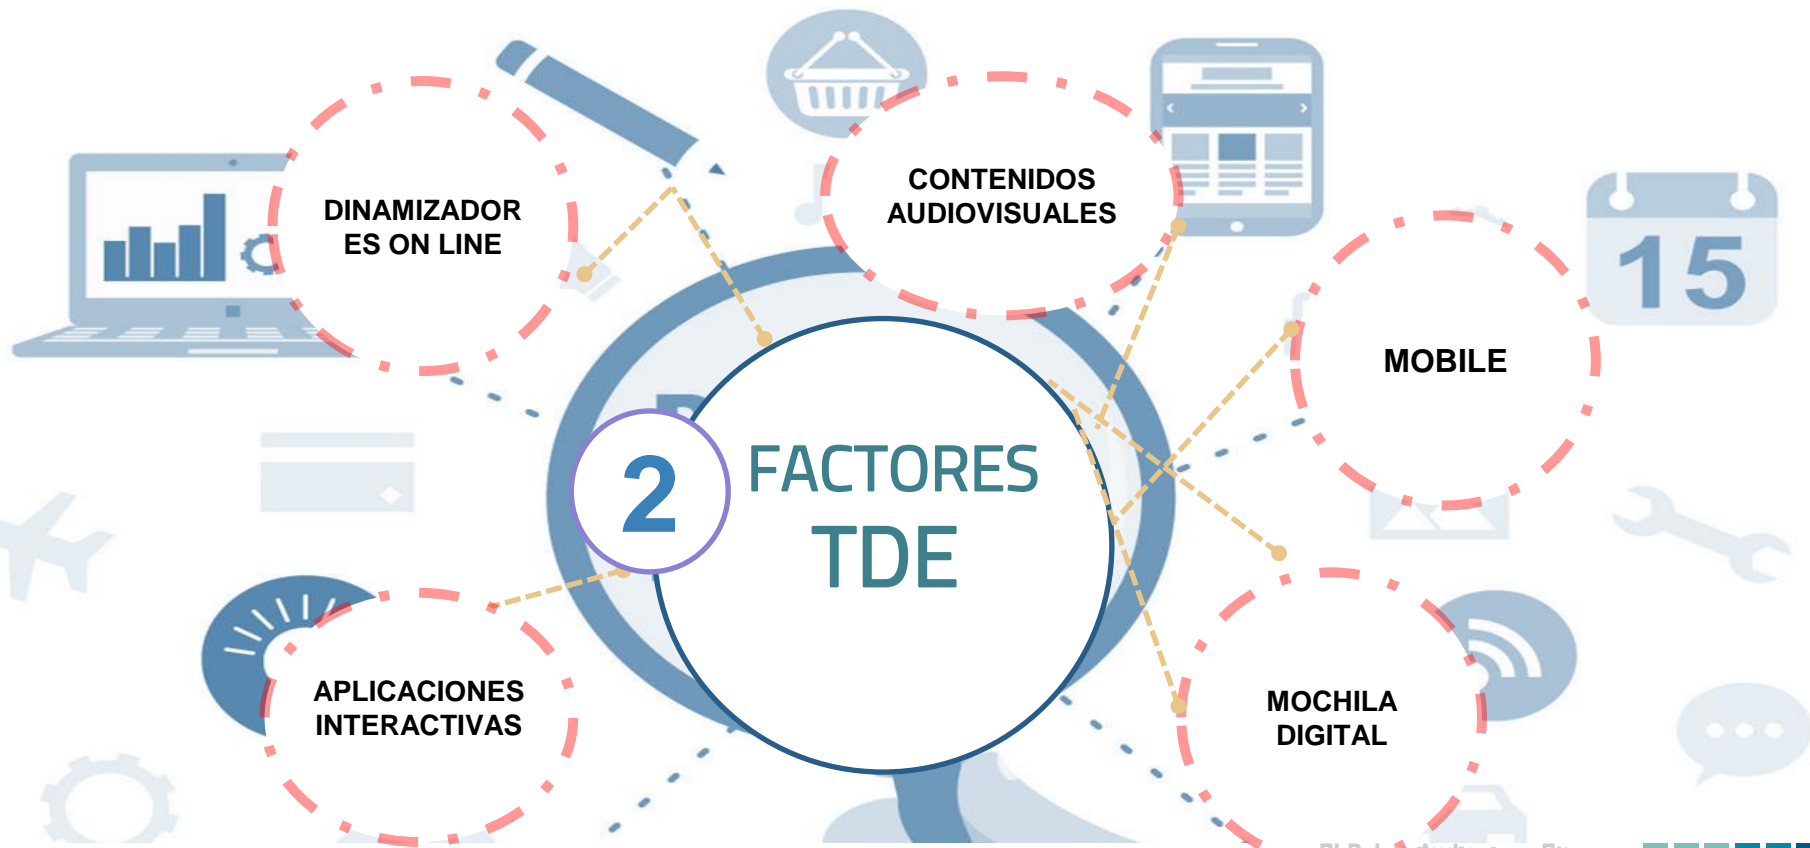 DINAMIZADOR
ES ON LINE
CONTENIDOS
AUDIOVISUALES
15
MOBILE
2
FACTORES
TDE
APLICACIONES
INTERACTIVAS
MOCHILA
DIGITAL